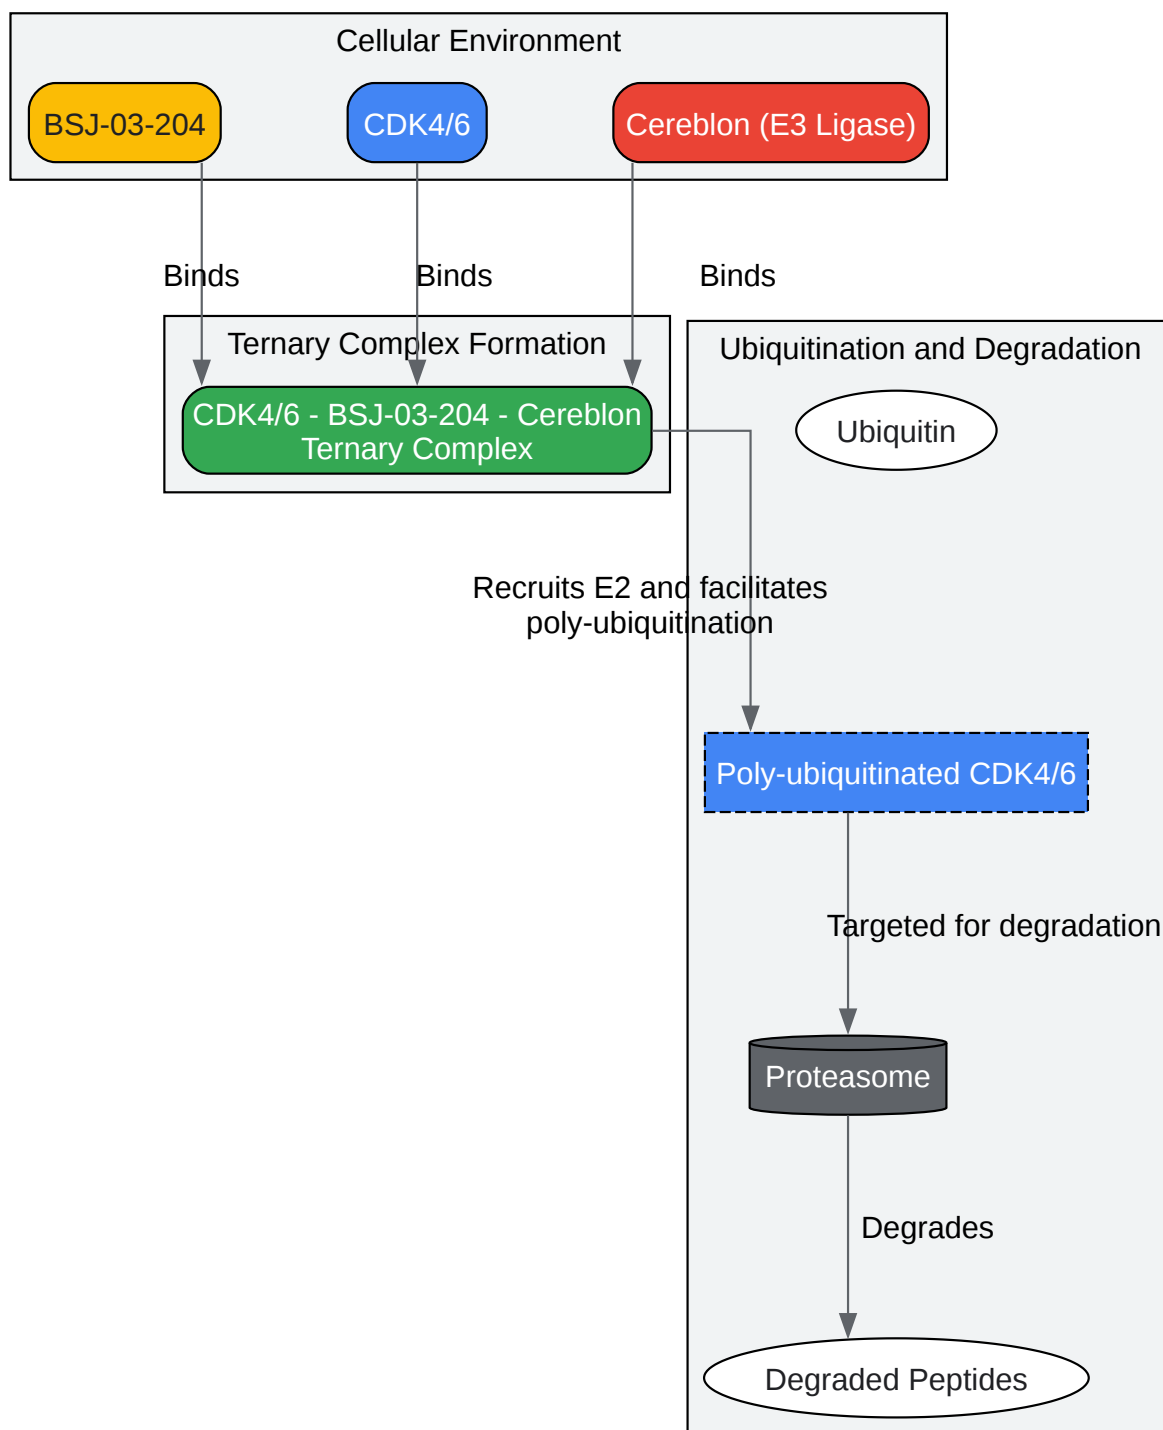 Cellular Environment
BSJ-03-204
CDK4/6
Cereblon (E3 Ligase)
Binds
Binds
Binds
Ternary Complex Formation
CDK4/6 - BSJ-03-204 - Cereblon
Ternary Complex
Ubiquitination and Degradation
Ubiquitin
Recruits E2 and facilitates
poly-ubiquitination
Poly-ubiquitinated CDK4/6
Targeted for degradation
Proteasome
Degrades
Degraded Peptides